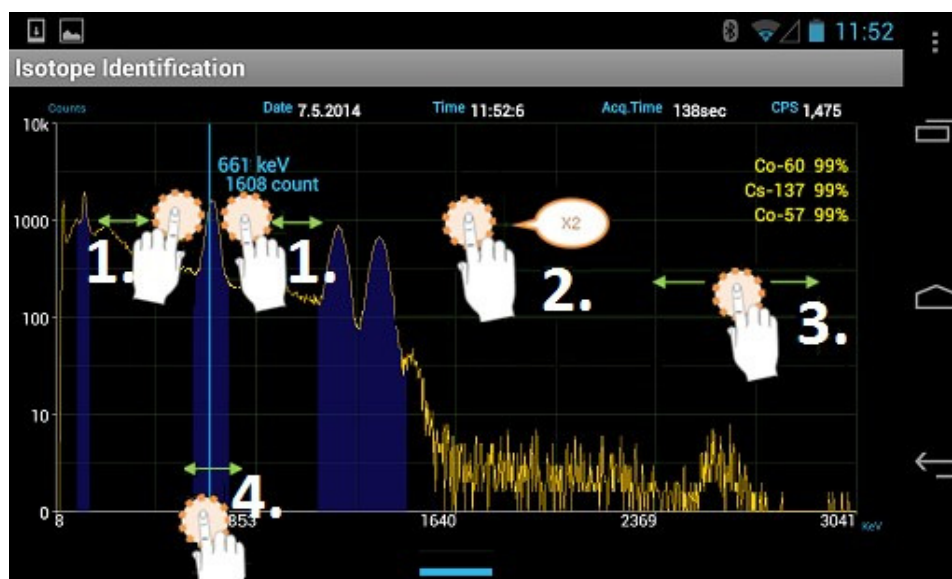 11:52
Isotope Identification
Counts Date 7.5.2014 Time 11:52:6 Acq.Time 138sec CPS 1,475
10k
661 keV
1608 count
Co-60 99%
Cs-137 99%
Co-57 99%
1000
X2
1. 1. 2.
3.
100
10
4.
0
8 853 1640 2369 3041 KeV